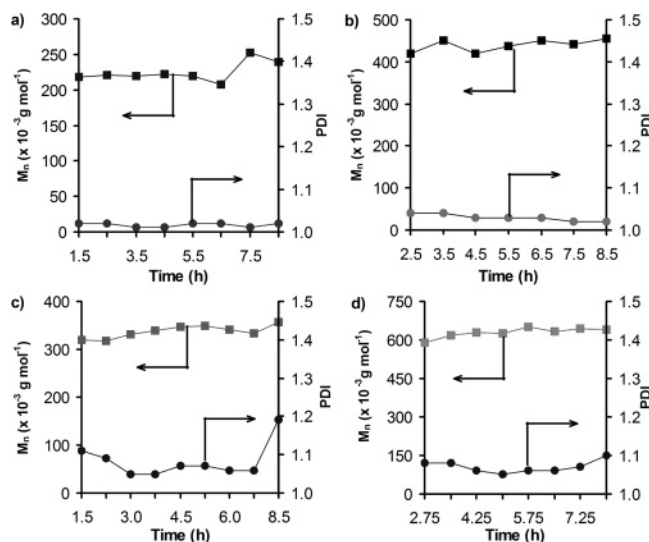 a)
Mₙ (x 10⁻³g mol⁻¹)
300
250
200
150
100
50
0
1.5
1.4
1.3
1.2
1.1
1.0
PDI
1.5 3.5 5.5 7.5
Time (h)
b)
Mₙ (x 10⁻³g mol⁻¹)
500
400
300
200
100
0
1.5
1.4
1.3
1.2
1.1
1.0
PDI
2.5 3.5 4.5 5.5 6.5 7.5 8.5
Time (h)
c)
Mₙ (x 10⁻³g mol⁻¹)
400
300
200
100
0
1.5
1.4
1.3
1.2
1.1
1.0
PDI
1.5 3.0 4.5 6.0 8.5
Time (h)
d)
Mₙ (x 10⁻³g mol⁻¹)
750
600
450
300
150
0
1.5
1.4
1.3
1.2
1.1
1.0
PDI
2.75 4.25 5.75 7.25
Time (h)